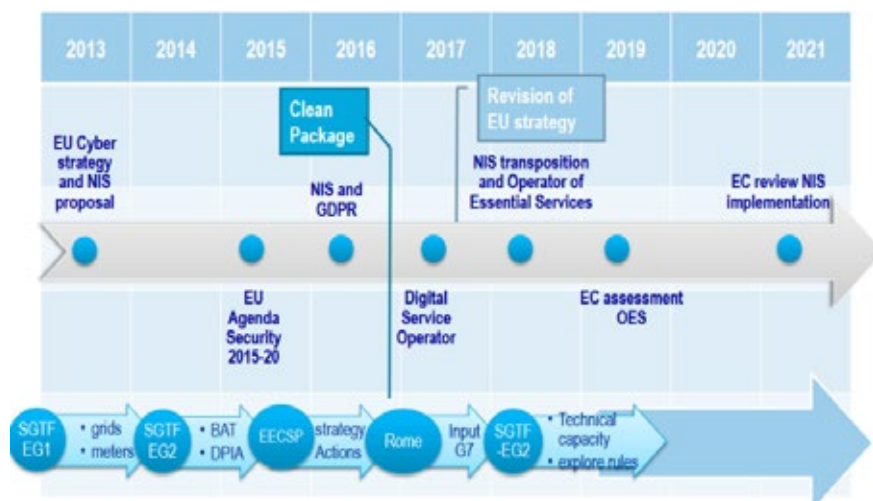 2013 2014 2015 2016 2017 2018 2019 2020 2021
Clean
Package
Revision of
EU strategy
EU Cyber
strategy
and NIS
proposal
NIS and
GDPR
NIS transposition
and Operator of
Essential Services
EC review NIS
implementation
EU
Agenda
Security
2015-20
Digital
Service
Operator
EC assessment
OES
SGTF
EG1
• grids
• meters
SGTF
EG2
• BAT
• DPIA
EECSP
strategy
Actions
Rome
Input
G7
SGTF
-EG2
• Technical
capacity
• explore rules